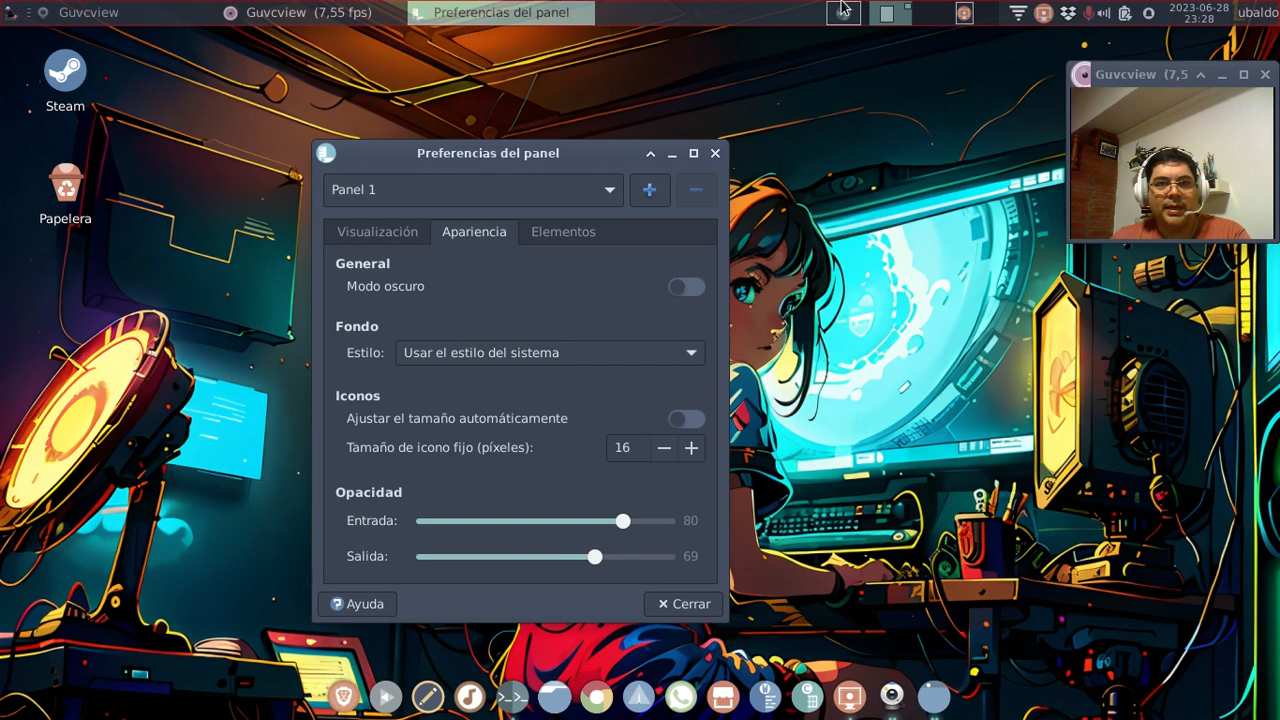 Guvcview
Guvcview (7,55 fps)
Preferencias del panel
2023-06-28
23:28
ubaldo
Steam
Papelera
Guvcview (7,5
Preferencias del panel
Panel 1
Visualización
Apariencia
Elementos
General
Modo oscuro
Fondo
Estilo:
Usar el estilo del sistema
Iconos
Ajustar el tamaño automáticamente
Tamaño de icono fijo (píxeles):
16
Opacidad
Entrada:
80
Salida:
69
Ayuda
Cerrar